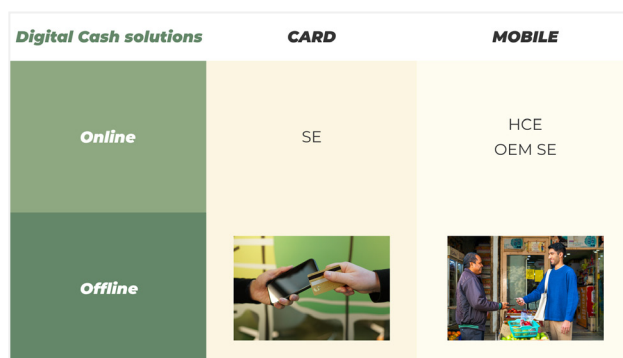 Digital Cash solutions
CARD
MOBILE
Online
SE
HCE
OEM SE
Offline